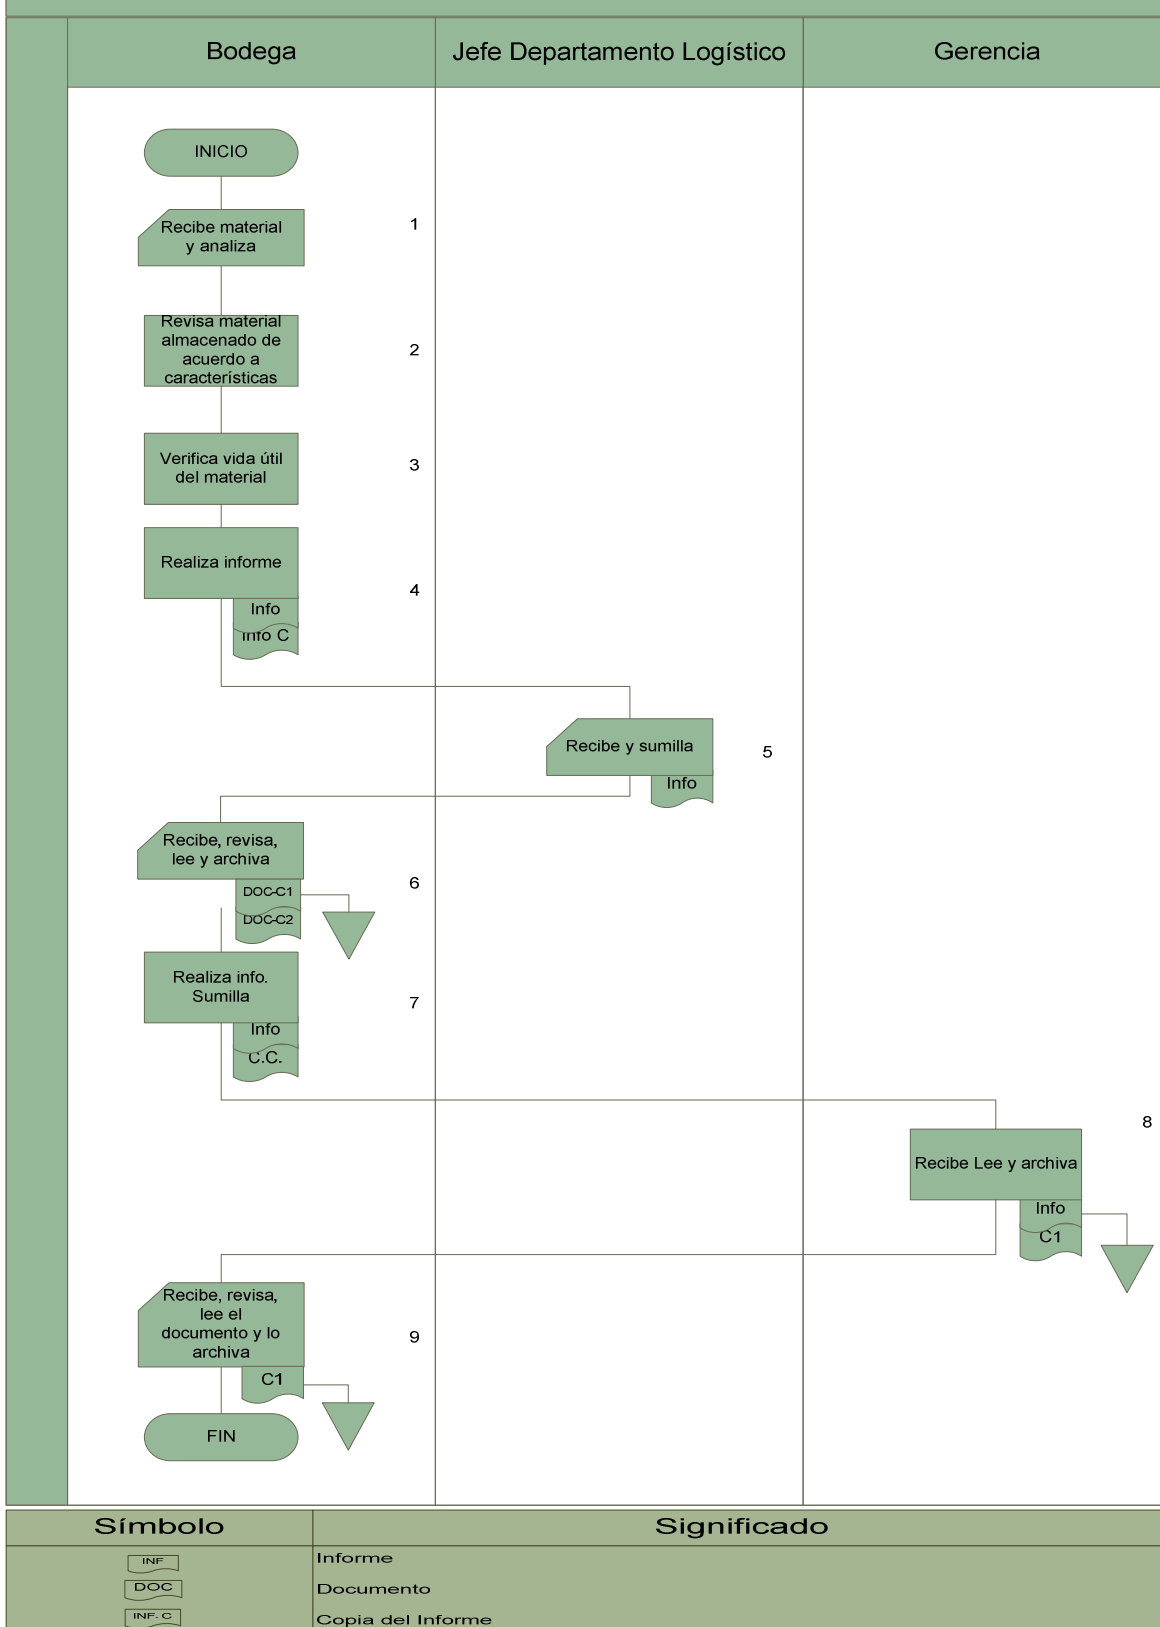 Bodega
Jefe Departamento Logístico
Gerencia
INICIO
Recibe material
y analiza
1
Revisa material
almacenado de
acuerdo a
características
2
Verifica vida útil
del material
3
Realiza informe
4
Info
Info C
Recibe y sumilla
5
Info
Recibe, revisa,
lee y archiva
6
DOC-C1
DOC-C2
Realiza info.
Sumilla
7
Info
C.C.
8
Recibe Lee y archiva
Info
C1
Recibe, revisa,
lee el
documento y lo
archiva
9
C1
FIN
Símbolo
Significado
INF
Informe
DOC
Documento
INF. C
Copia del Informe